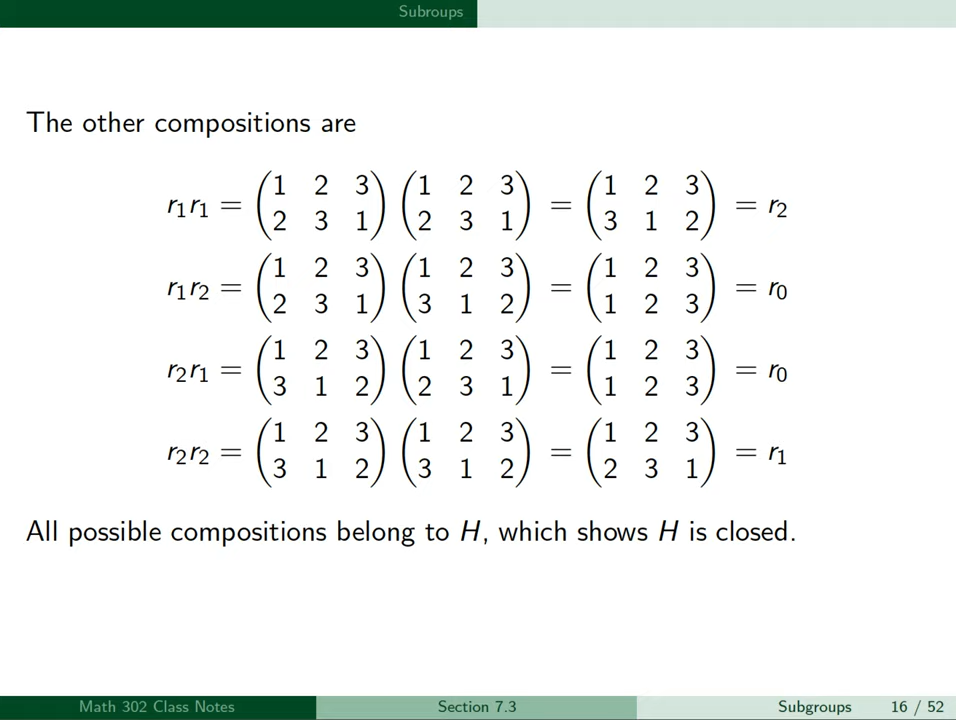 Subroups
The other compositions are
r₁r₁ = (1 2 3 / 2 3 1) (1 2 3 / 2 3 1) = (1 2 3 / 3 1 2) = r₂
r₁r₂ = (1 2 3 / 2 3 1) (1 2 3 / 3 1 2) = (1 2 3 / 1 2 3) = r₀
r₂r₁ = (1 2 3 / 3 1 2) (1 2 3 / 2 3 1) = (1 2 3 / 1 2 3) = r₀
r₂r₂ = (1 2 3 / 3 1 2) (1 2 3 / 3 1 2) = (1 2 3 / 2 3 1) = r₁
All possible compositions belong to H, which shows H is closed.
Math 302 Class Notes Section 7.3 Subgroups 16 / 52